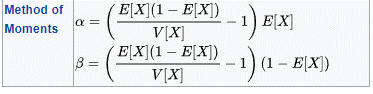 Method of Moments
α = ( E[X](1 − E[X]) / V[X] − 1 ) E[X]
β = ( E[X](1 − E[X]) / V[X] − 1 ) (1 − E[X])